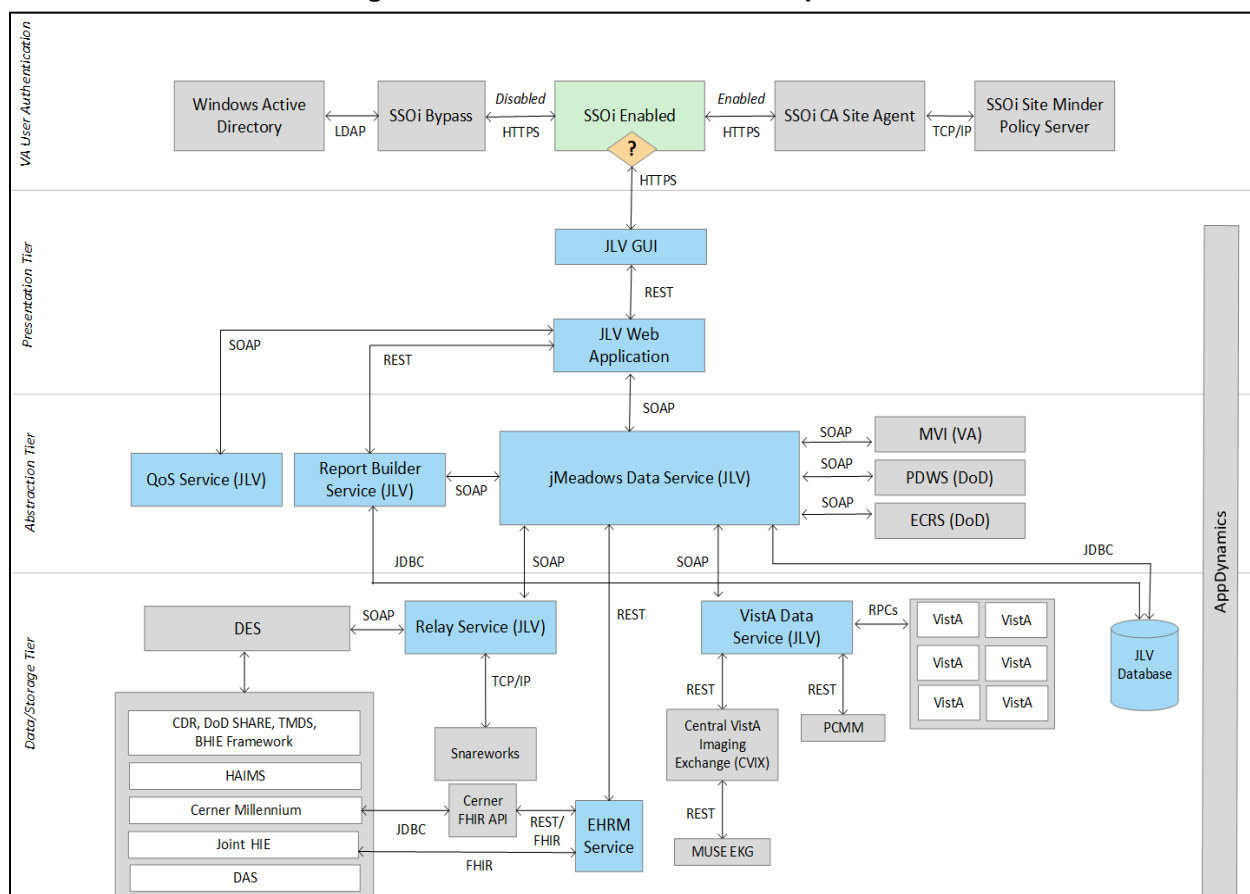 VA User Authentication
Windows Active
Directory
LDAP
SSOi Bypass
Disabled
HTTPS
SSOi Enabled
?
Enabled
HTTPS
SSOi CA Site Agent
TCP/IP
SSOi Site Minder
Policy Server
HTTPS
Presentation Tier
JLV GUI
REST
JLV Web
Application
SOAP
REST
SOAP
Abstraction Tier
QoS Service (JLV)
Report Builder
Service (JLV)
SOAP
jMeadows Data Service (JLV)
SOAP
MVI (VA)
SOAP
PDWS (DoD)
SOAP
ECRS (DoD)
JDBC
SOAP
SOAP
JDBC
AppDynamics
Data/Storage Tier
DES
SOAP
Relay Service (JLV)
REST
VistA Data
Service (JLV)
RPCs
VistA
VistA
VistA
VistA
VistA
VistA
JLV
Database
TCP/IP
REST
REST
CDR, DoD SHARE, TMDS,
BHIE Framework
HAIMS
Cerner Millennium
Joint HIE
DAS
Snareworks
Central VistA
Imaging
Exchange (CVIX)
PCMM
Cerner
FHIR API
JDBC
REST/
FHIR
EHRM
Service
FHIR
REST
MUSE EKG